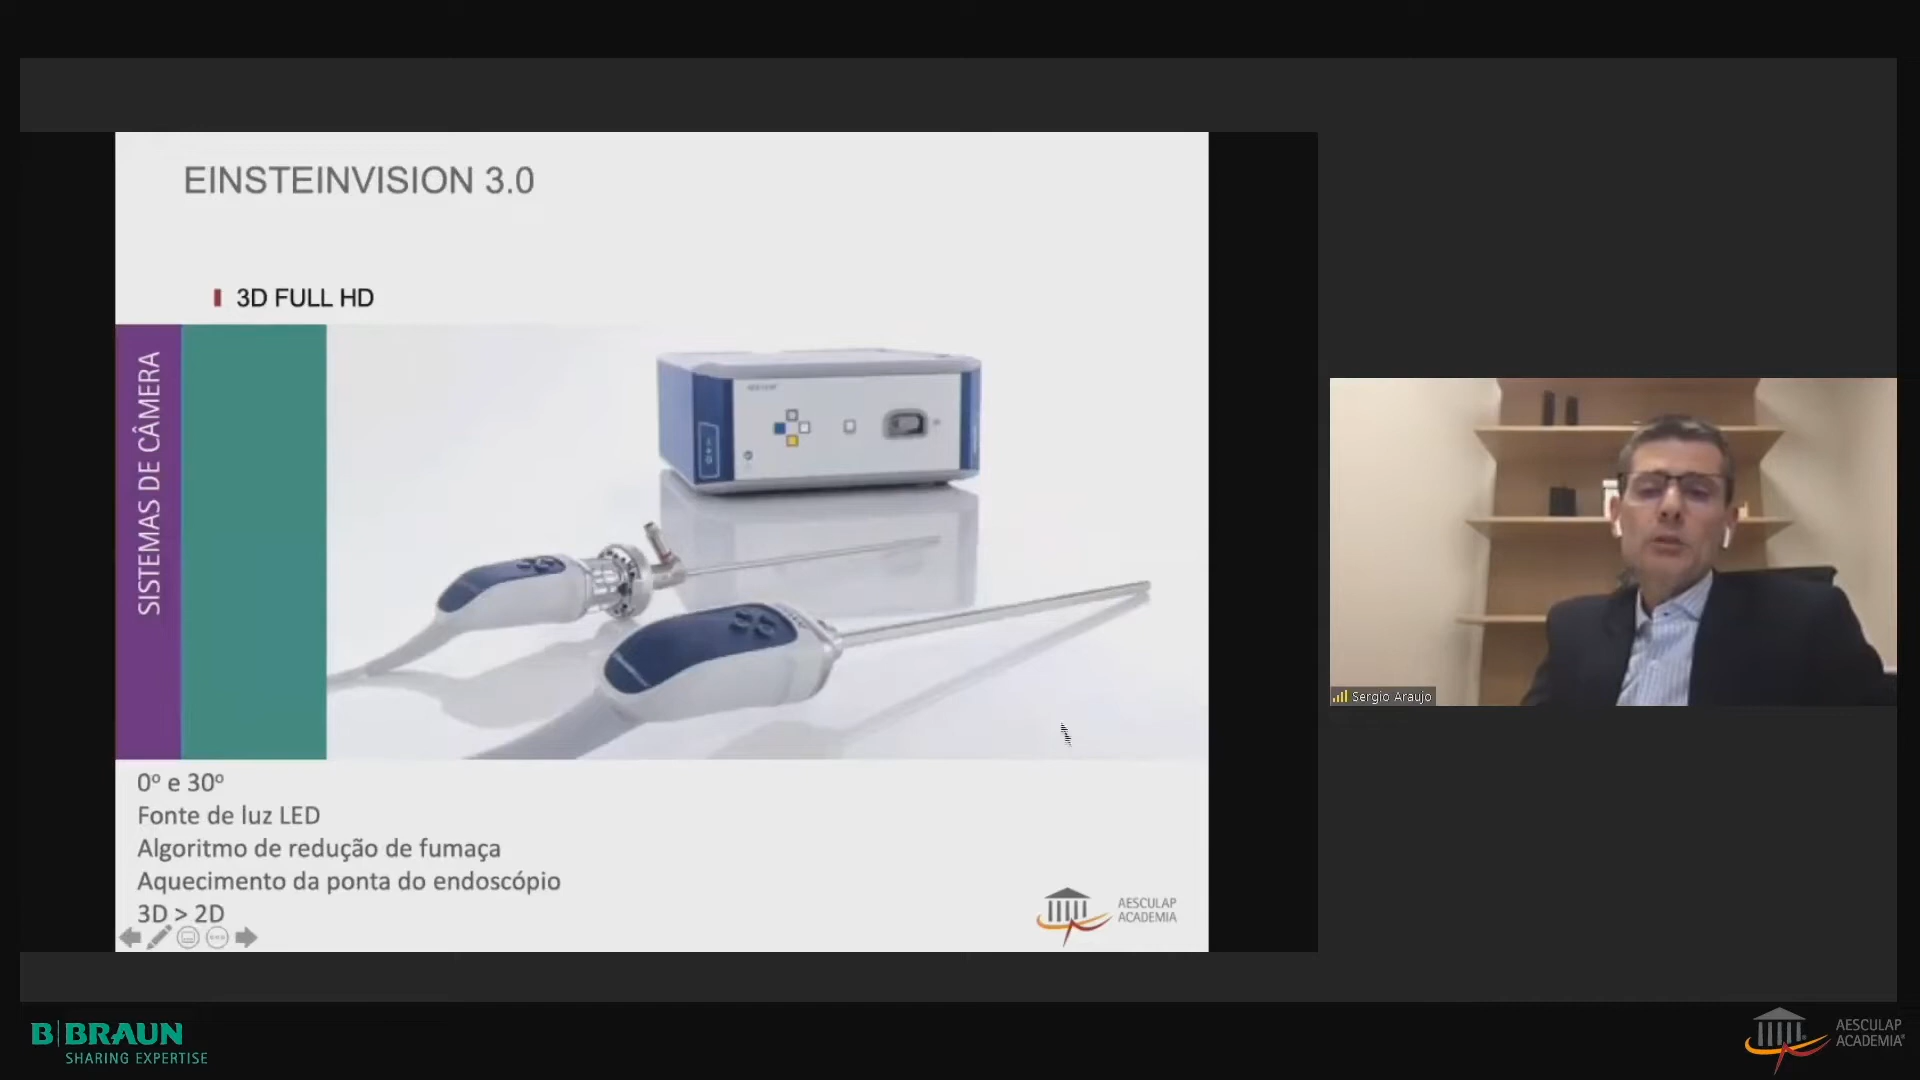 EINSTEINVISION 3.0
3D FULL HD
SISTEMAS DE CÂMERA
0º e 30º
Fonte de luz LED
Algoritmo de redução de fumaça
Aquecimento da ponta do endoscópio
3D > 2D
AESCULAP
ACADEMIA
Sergio Araujo
B|BRAUN
SHARING EXPERTISE
AESCULAP
ACADEMIA®